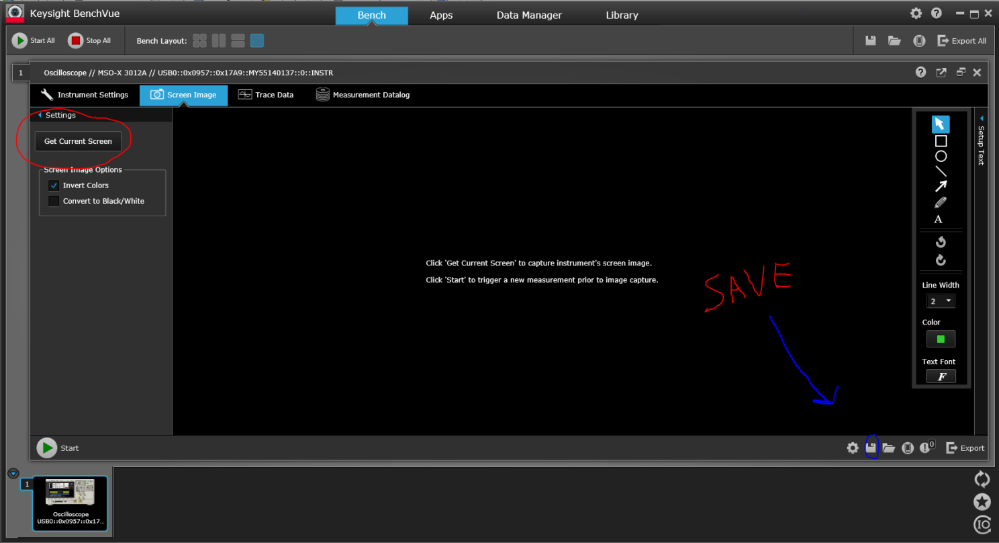 Keysight BenchVue
Bench
Apps
Data Manager
Library
Start All
Stop All
Bench Layout:
Export All
1
Oscilloscope // MSO-X 3012A // USB0::0x0957::0x17A9::MY55140137::0::INSTR
Instrument Settings
Screen Image
Trace Data
Measurement Datalog
Settings
Get Current Screen
Screen Image Options
Invert Colors
Convert to Black/White
Click 'Get Current Screen' to capture instrument's screen image.
Click 'Start' to trigger a new measurement prior to image capture.
SAVE
A
Line Width
2
Color
Text Font
F
Setup Text
Start
0
Export
1
Oscilloscope
USB0::0x0957::0x17...
IO